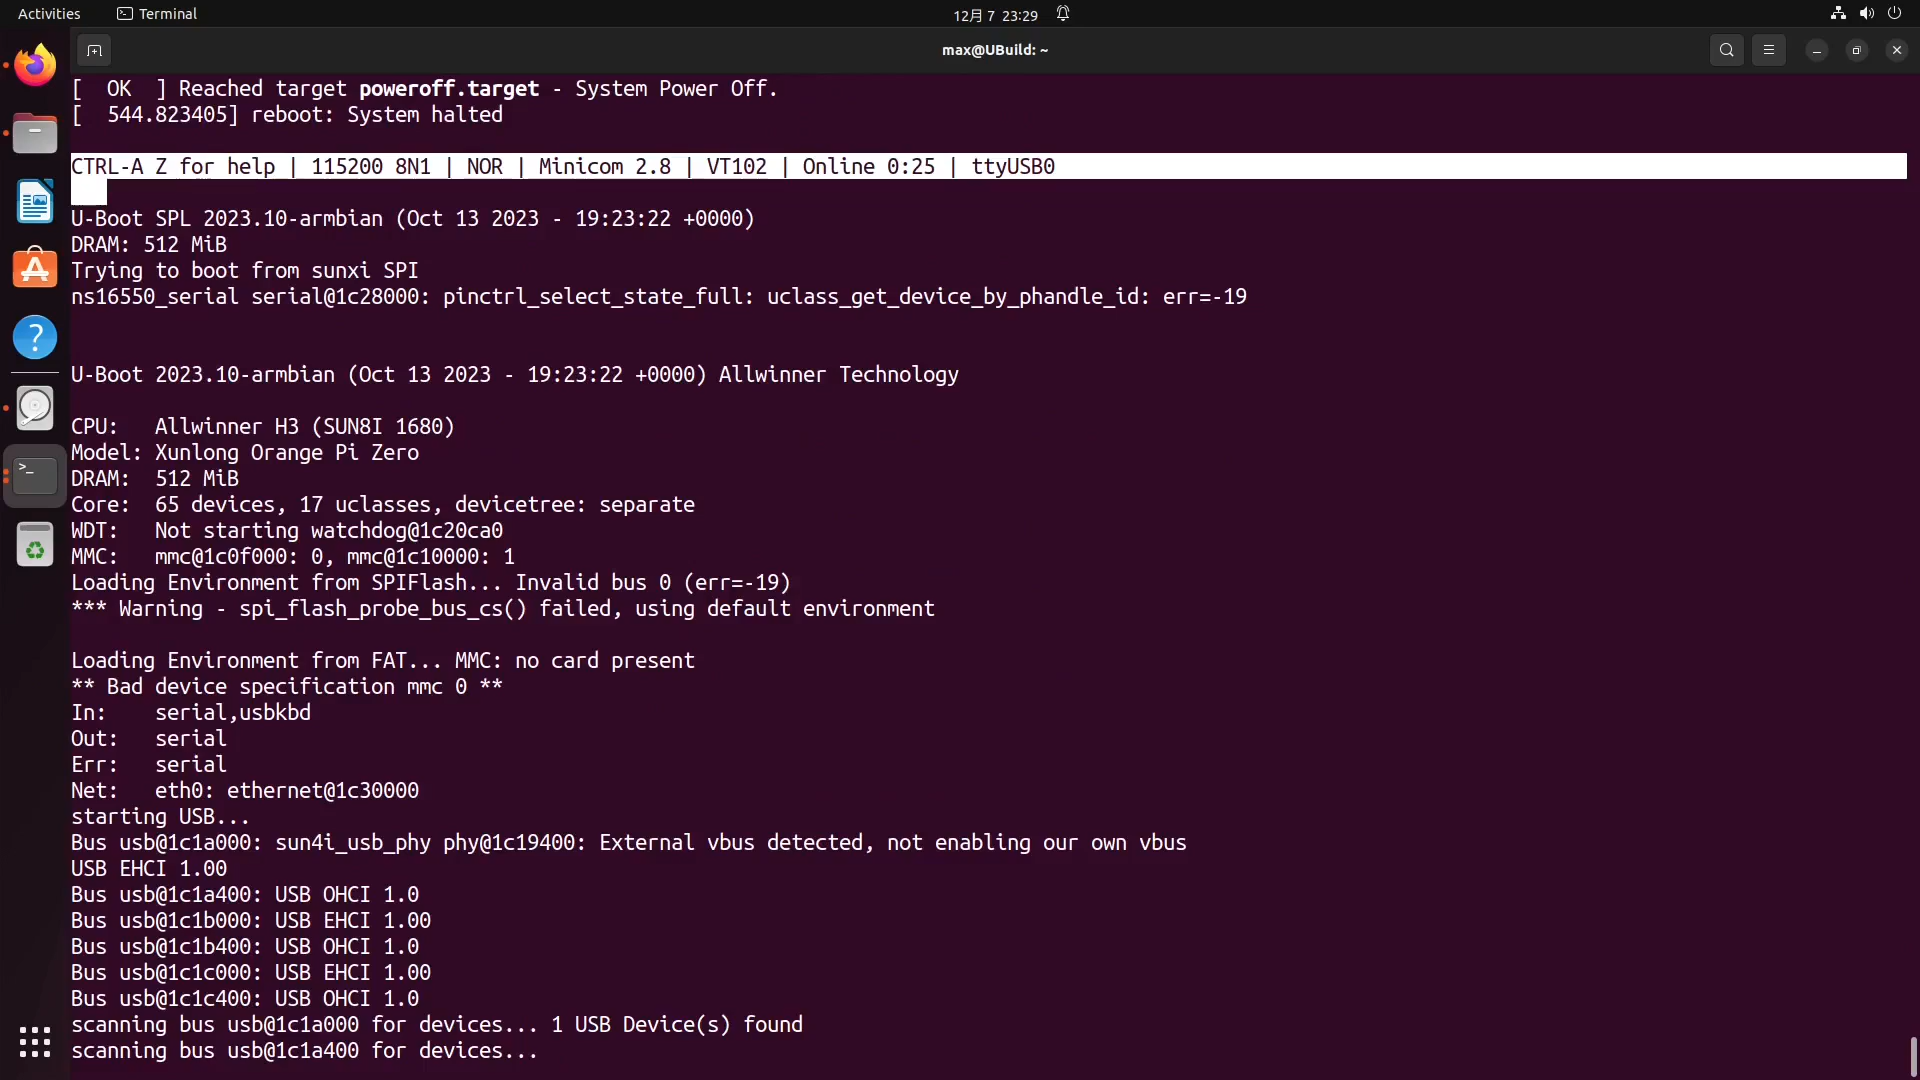 Activities
Terminal
12月 7 23:29
max@UBuild: ~
[  OK  ] Reached target poweroff.target - System Power Off.
[  544.823405] reboot: System halted
CTRL-A Z for help | 115200 8N1 | NOR | Minicom 2.8 | VT102 | Online 0:25 | ttyUSB0
U-Boot SPL 2023.10-armbian (Oct 13 2023 - 19:23:22 +0000)
DRAM: 512 MiB
Trying to boot from sunxi SPI
ns16550_serial serial@1c28000: pinctrl_select_state_full: uclass_get_device_by_phandle_id: err=-19
U-Boot 2023.10-armbian (Oct 13 2023 - 19:23:22 +0000) Allwinner Technology
CPU:   Allwinner H3 (SUN8I 1680)
Model: Xunlong Orange Pi Zero
DRAM:  512 MiB
Core:  65 devices, 17 uclasses, devicetree: separate
WDT:   Not starting watchdog@1c20ca0
MMC:   mmc@1c0f000: 0, mmc@1c10000: 1
Loading Environment from SPIFlash... Invalid bus 0 (err=-19)
*** Warning - spi_flash_probe_bus_cs() failed, using default environment
Loading Environment from FAT... MMC: no card present
** Bad device specification mmc 0 **
In:    serial,usbkbd
Out:   serial
Err:   serial
Net:   eth0: ethernet@1c30000
starting USB...
Bus usb@1c1a000: sun4i_usb_phy phy@1c19400: External vbus detected, not enabling our own vbus
USB EHCI 1.00
Bus usb@1c1a400: USB OHCI 1.0
Bus usb@1c1b000: USB EHCI 1.00
Bus usb@1c1b400: USB OHCI 1.0
Bus usb@1c1c000: USB EHCI 1.00
Bus usb@1c1c400: USB OHCI 1.0
scanning bus usb@1c1a000 for devices... 1 USB Device(s) found
scanning bus usb@1c1a400 for devices...